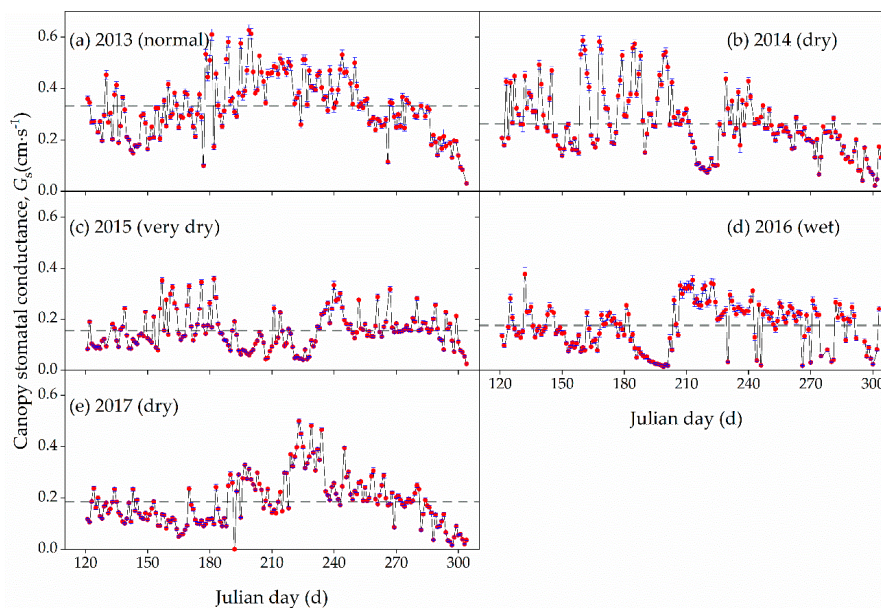 0.6
(a) 2013 (normal)
(b) 2014 (dry)
0.4
0.2
0.0
(c) 2015 (very dry)
(d) 2016 (wet)
0.4
0.2
0.0
120 150 180 210 240 270 300
(e) 2017 (dry)
Julian day (d)
0.4
0.2
0.0
120 150 180 210 240 270 300
Julian day (d)
Canopy stomatal conductance, Gs(cm·s⁻¹)